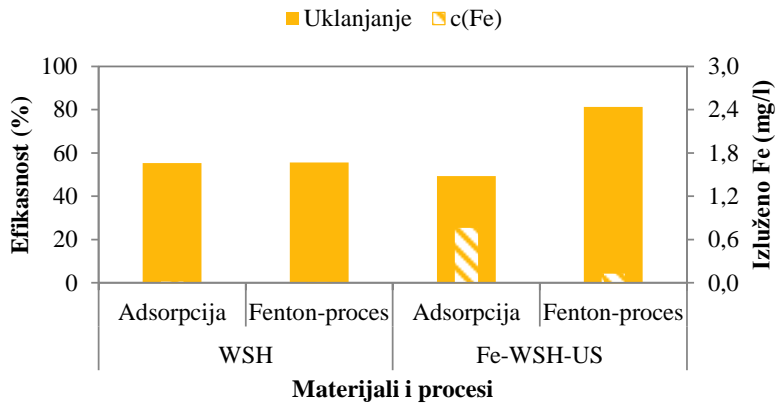 Uklanjanje c(Fe)
Efikasnost (%)
100
80
60
40
20
0
3,0
2,4
1,8
1,2
0,6
0,0
Izluženo Fe (mg/l)
Adsorpcija Fenton-proces Adsorpcija Fenton-proces
WSH Fe-WSH-US
Materijali i procesi